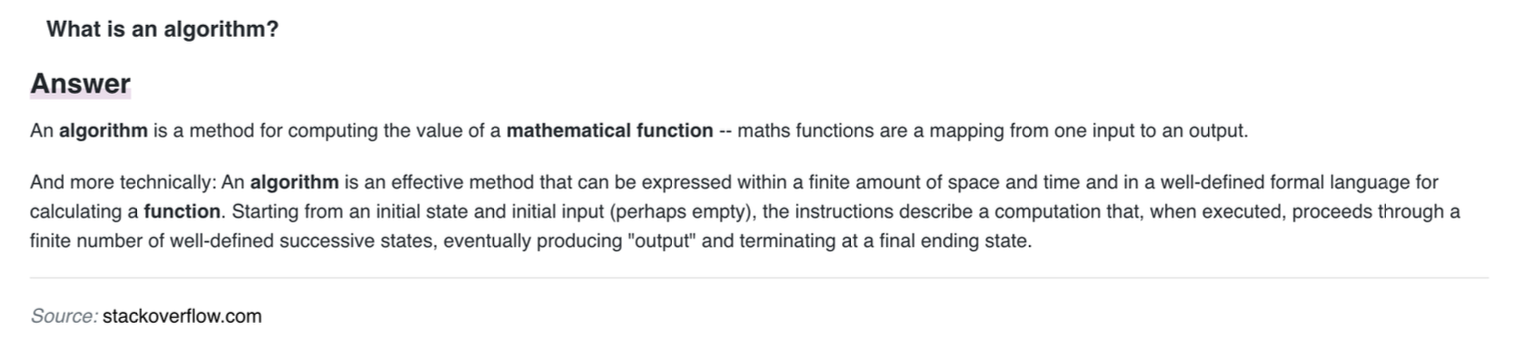 What is an algorithm?
Answer
An algorithm is a method for computing the value of a mathematical function -- maths functions are a mapping from one input to an output.
And more technically: An algorithm is an effective method that can be expressed within a finite amount of space and time and in a well-defined formal language for
calculating a function. Starting from an initial state and initial input (perhaps empty), the instructions describe a computation that, when executed, proceeds through a
finite number of well-defined successive states, eventually producing "output" and terminating at a final ending state.
Source: stackoverflow.com